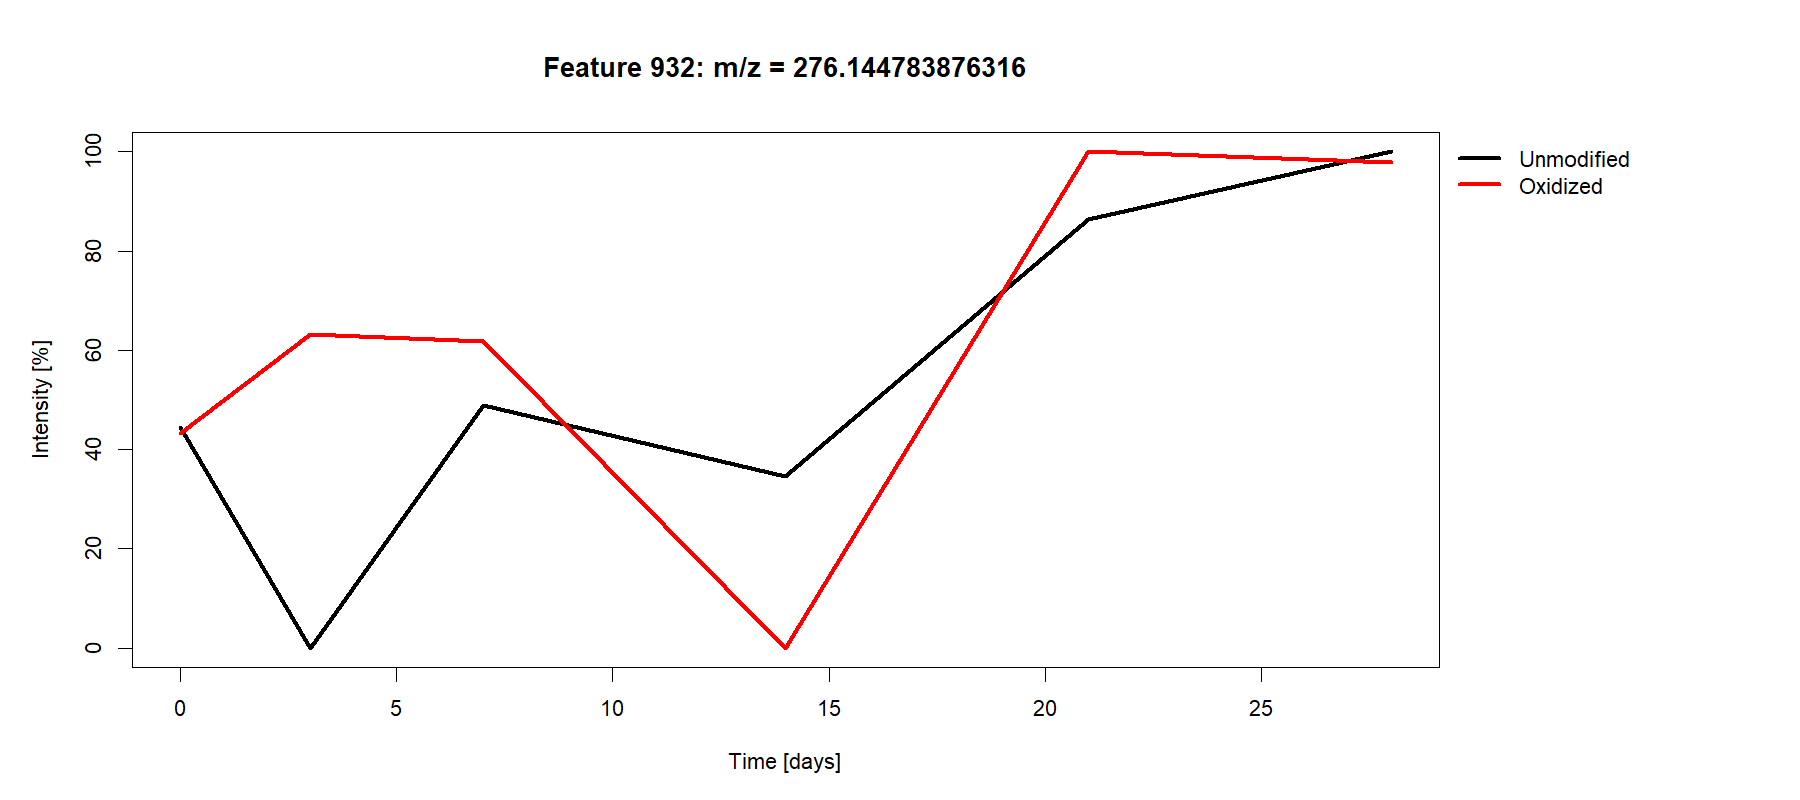 Feature 932: m/z = 276.144783876316
Unmodified
Oxidized
Intensity [%]
100
80
60
40
20
0
0 5 10 15 20 25
Time [days]